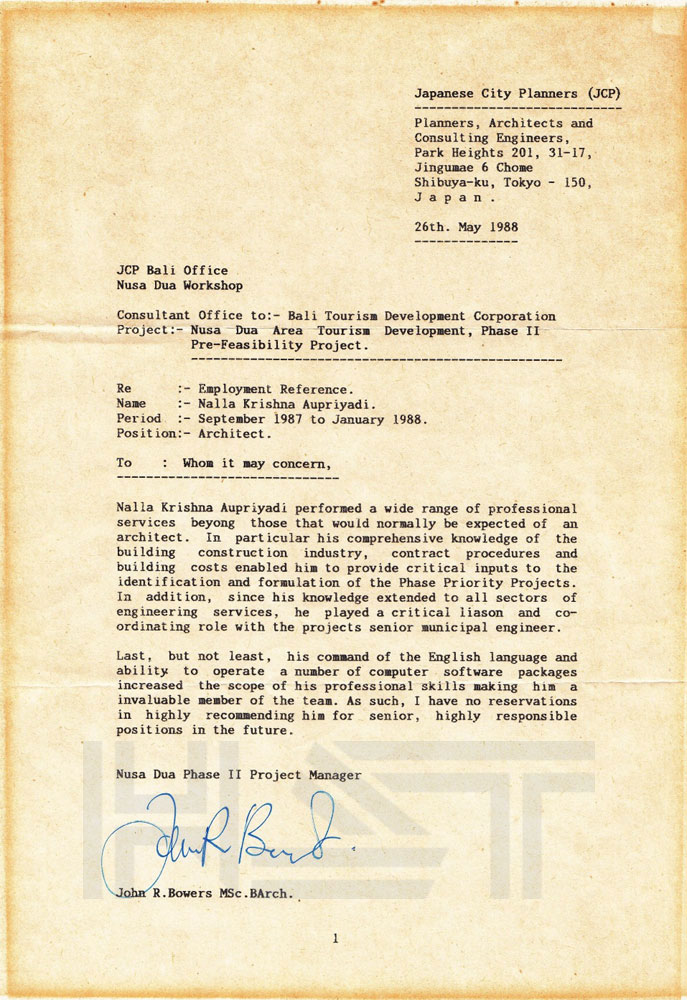 Japanese City Planners (JCP)
Planners, Architects and
Consulting Engineers,
Park Heights 201, 31-17,
Jingumae 6 Chome
Shibuya-ku, Tokyo - 150,
J a p a n .
26th. May 1988
JCP Bali Office
Nusa Dua Workshop
Consultant Office to:- Bali Tourism Development Corporation
Project:- Nusa Dua Area Tourism Development, Phase II
Pre-Feasibility Project.
Re :- Employment Reference.
Name :- Nalla Krishna Aupriyadi.
Period :- September 1987 to January 1988.
Position:- Architect.
To : Whom it may concern,
Nalla Krishna Aupriyadi performed a wide range of professional
services beyong those that would normally be expected of an
architect. In particular his comprehensive knowledge of the
building construction industry, contract procedures and
building costs enabled him to provide critical inputs to the
identification and formulation of the Phase Priority Projects.
In addition, since his knowledge extended to all sectors of
engineering services, he played a critical liason and co-
ordinating role with the projects senior municipal engineer.
Last, but not least, his command of the English language and
ability to operate a number of computer software packages
increased the scope of his professional skills making him a
invaluable member of the team. As such, I have no reservations
in highly recommending him for senior, highly responsible
positions in the future.
Nusa Dua Phase II Project Manager
John R.Bowers MSc.BArch.
1